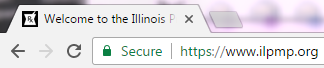 Welcome to the Illinois P
Secure | https://www.ilpmp.org